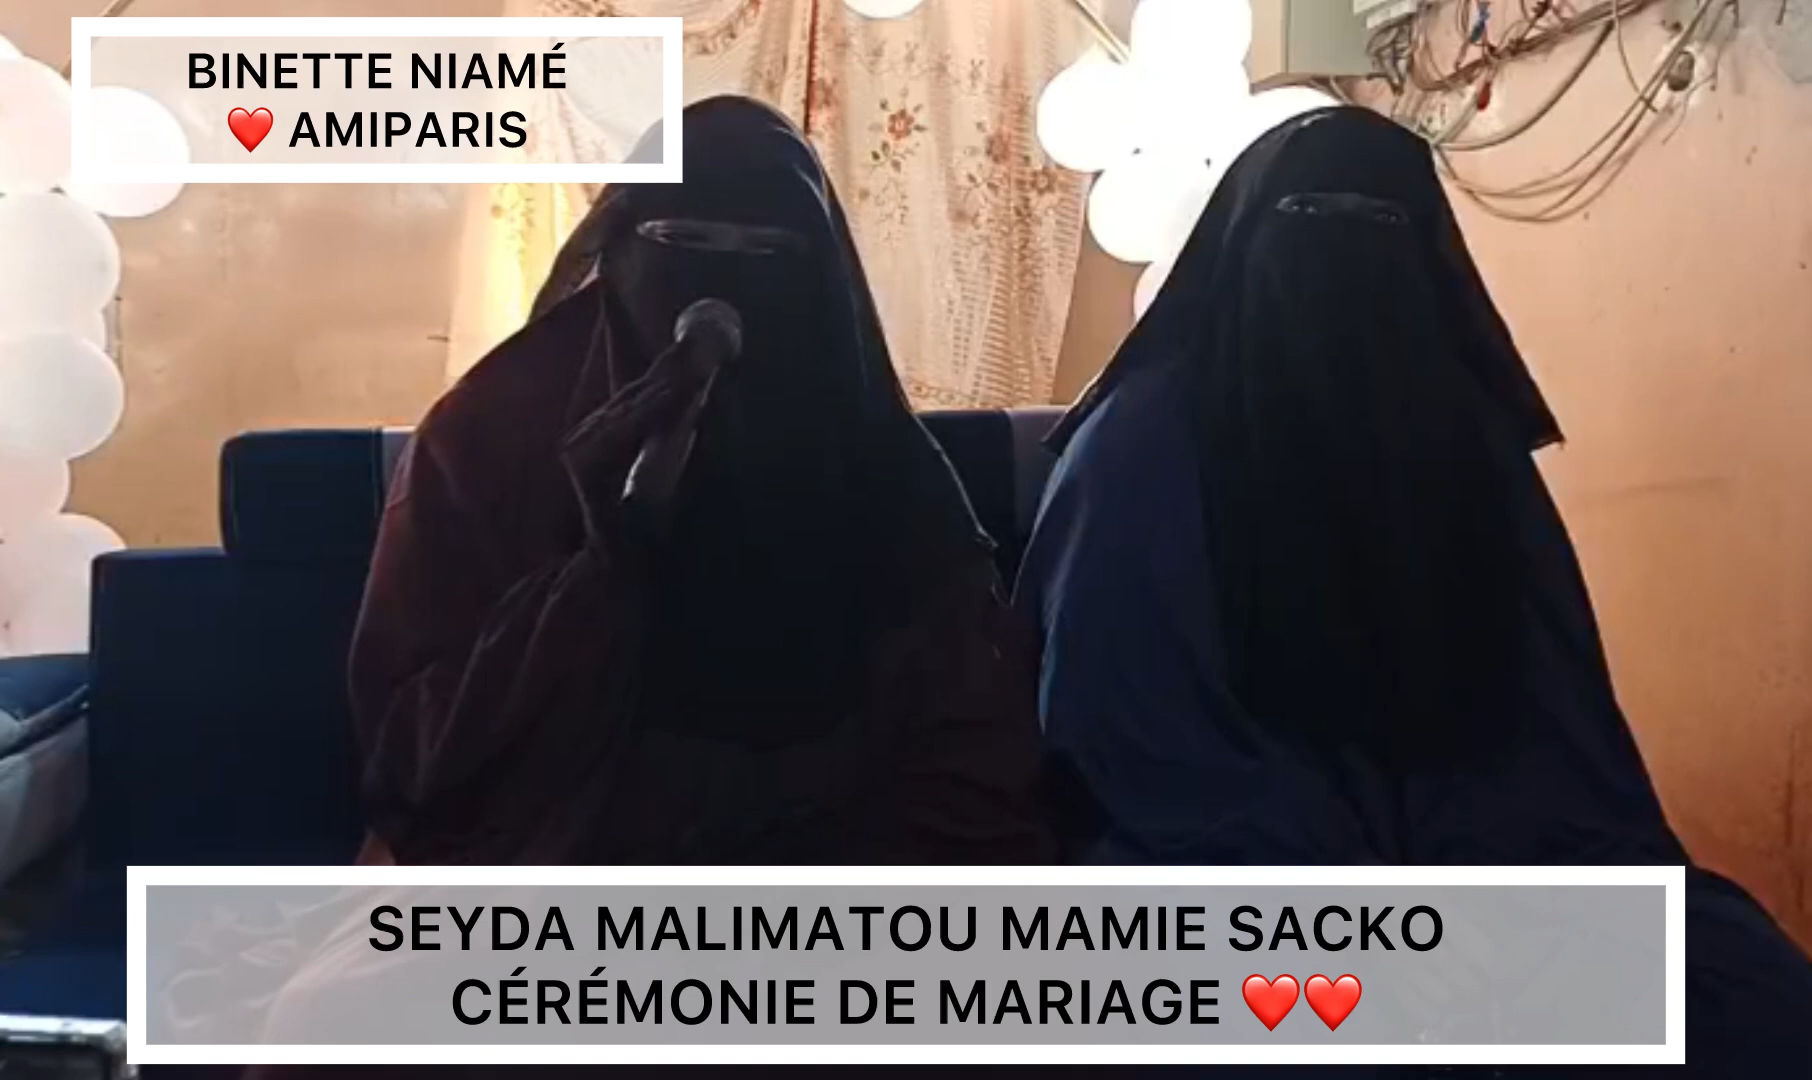 BINETTE NIAMÉ
❤️ AMIPARIS
SEYDA MALIMATOU MAMIE SACKO
CÉRÉMONIE DE MARIAGE ❤️❤️